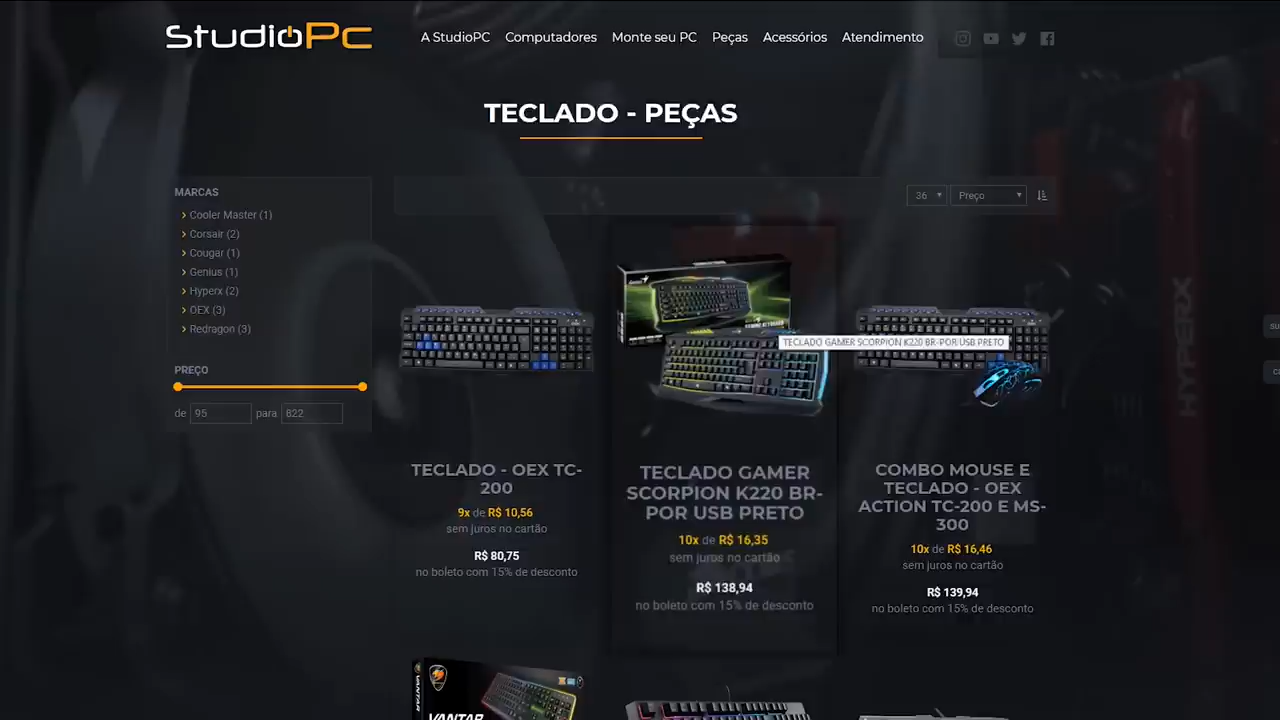 StudioPc
A StudioPC Computadores Monte seu PC Peças Acessórios Atendimento
TECLADO - PEÇAS
MARCAS
Cooler Master (1)
Corsair (2)
Cougar (1)
Genius (1)
Hyperx (2)
OEX (3)
Redragon (3)
PREÇO
de 95 para 822
36 Preço
TECLADO GAMER SCORPION K220 BR-POR USB PRETO
HYPERX
TECLADO - OEX TC-
200
9x de R$ 10,56
sem juros no cartão
R$ 80,75
no boleto com 15% de desconto
TECLADO GAMER
SCORPION K220 BR-
POR USB PRETO
10x de R$ 16,35
sem juros no cartão
R$ 138,94
no boleto com 15% de desconto
COMBO MOUSE E
TECLADO - OEX
ACTION TC-200 E MS-
300
10x de R$ 16,46
sem juros no cartão
R$ 139,94
no boleto com 15% de desconto
VANTAR
VANTAR